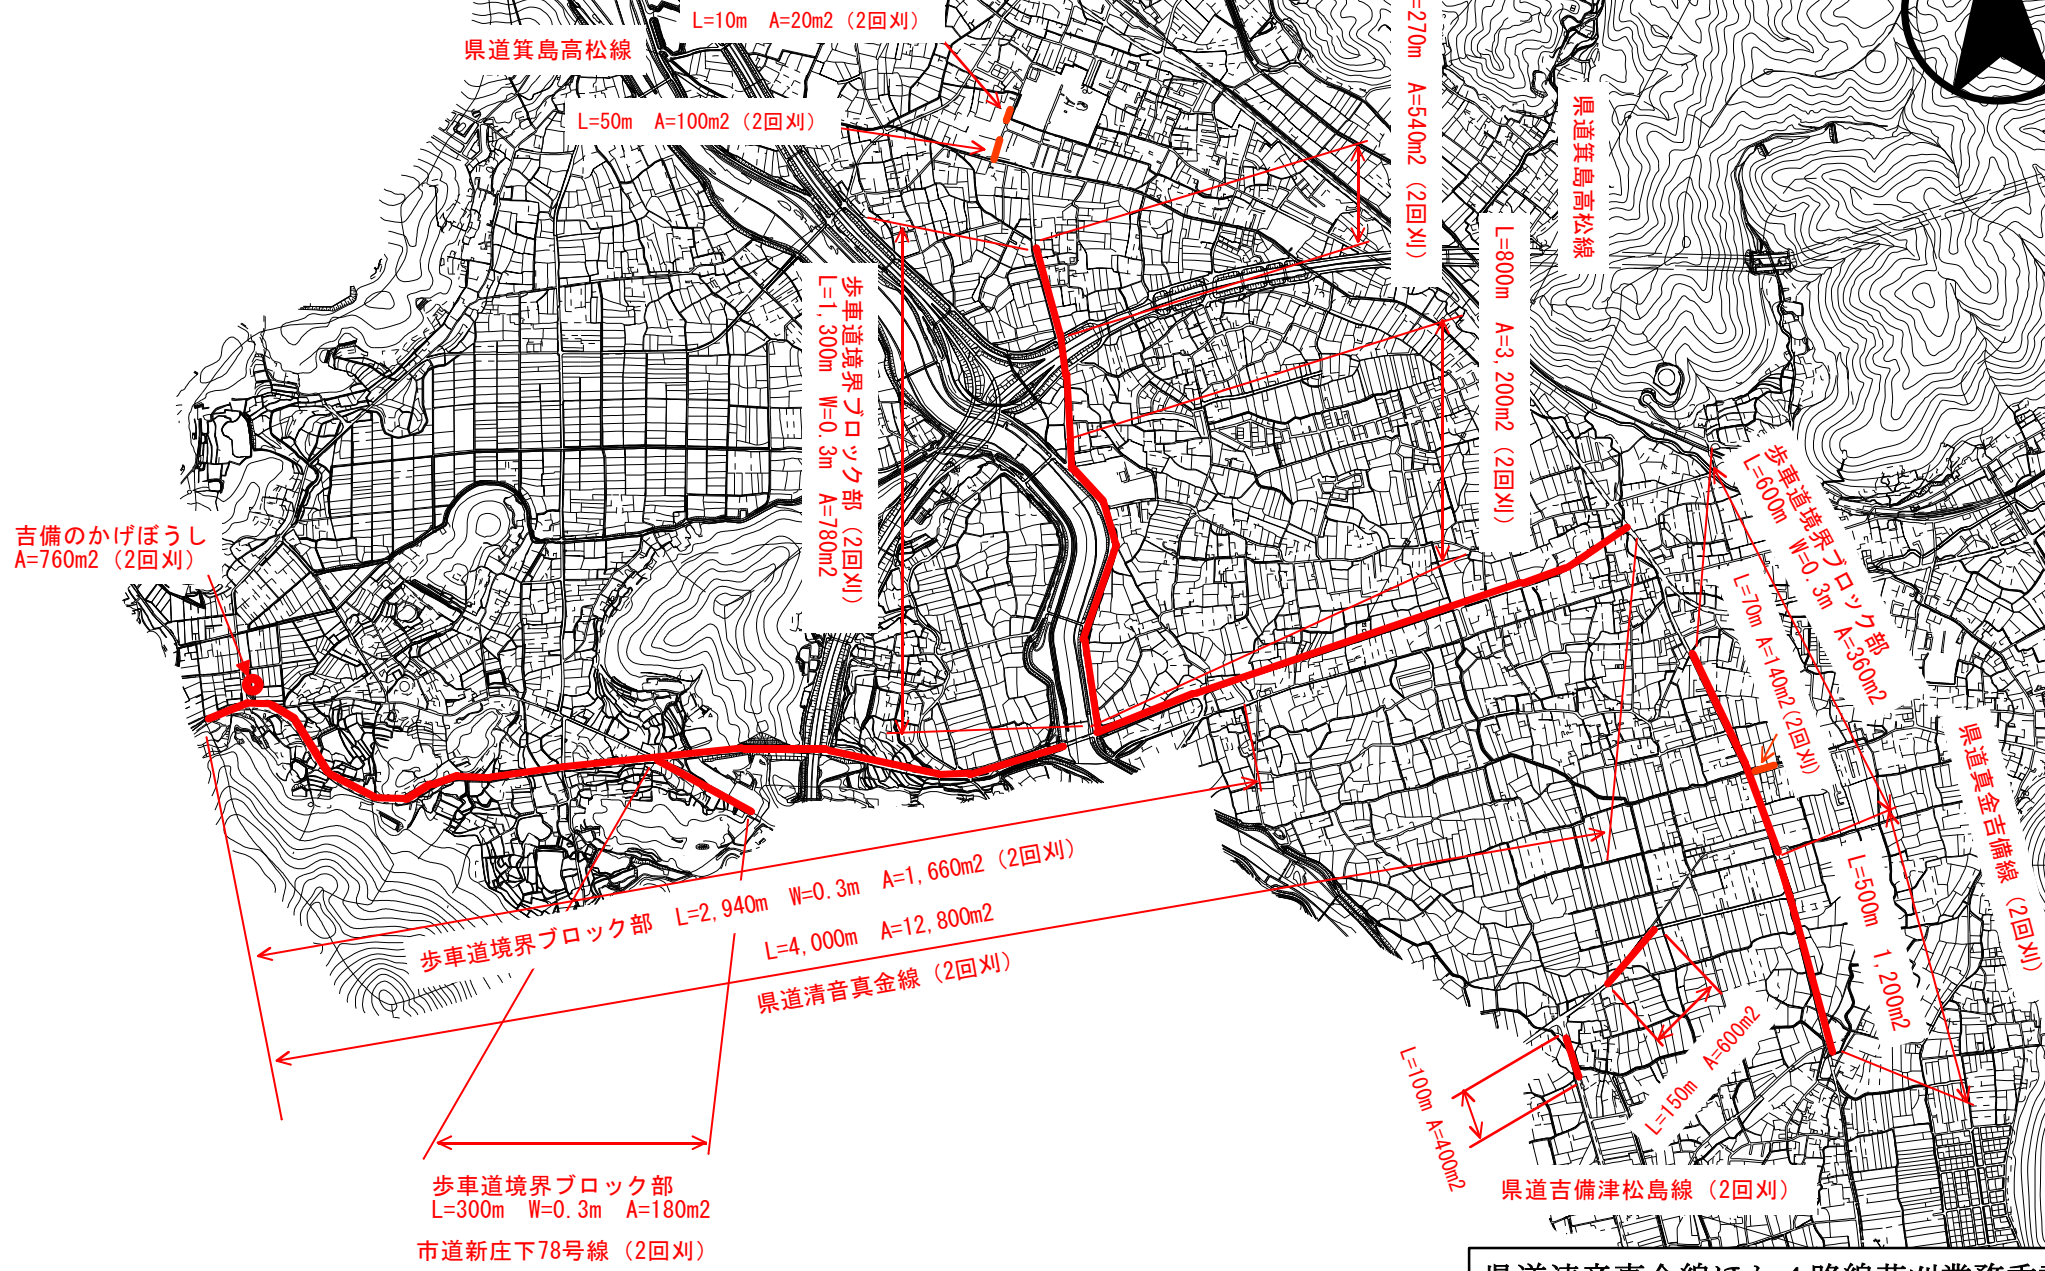 L=10m A=20m2（2回刈）
県道箕島高松線
L=50m A=100m2（2回刈）
=270m A=540m2（2回刈）
県道箕島高松線
L=800m A=3,200m2（2回刈）
歩車道境界ブロック部（2回刈）
L=1,300m W=0.3m A=780m2
吉備のかげぼうし
A=760m2（2回刈）
歩車道境界ブロック部
L=600m W=0.3m A=360m2
L=70m A=140m2(2回刈)
県道真金吉備線（2回刈）
L=500m 1,200m2
歩車道境界ブロック部 L=2,940m W=0.3m A=1,660m2（2回刈）
L=4,000m A=12,800m2
県道清音真金線（2回刈）
L=150m A=600m2
L=100m A=400m2
県道吉備津松島線（2回刈）
歩車道境界ブロック部
L=300m W=0.3m A=180m2
市道新庄下78号線（2回刈）